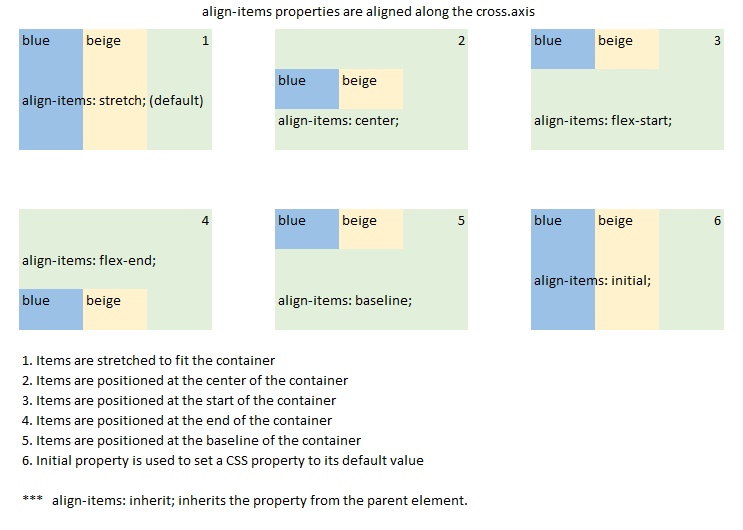 align-items properties are aligned along the cross.axis
blue beige 1
align-items: stretch; (default)
2
blue beige
align-items: center;
blue beige 3
align-items: flex-start;
4
align-items: flex-end;
blue beige
blue beige 5
align-items: baseline;
blue beige 6
align-items: initial;
1. Items are stretched to fit the container
2. Items are positioned at the center of the container
3. Items are positioned at the start of the container
4. Items are positioned at the end of the container
5. Items are positioned at the baseline of the container
6. Initial property is used to set a CSS property to its default value
*** align-items: inherit; inherits the property from the parent element.